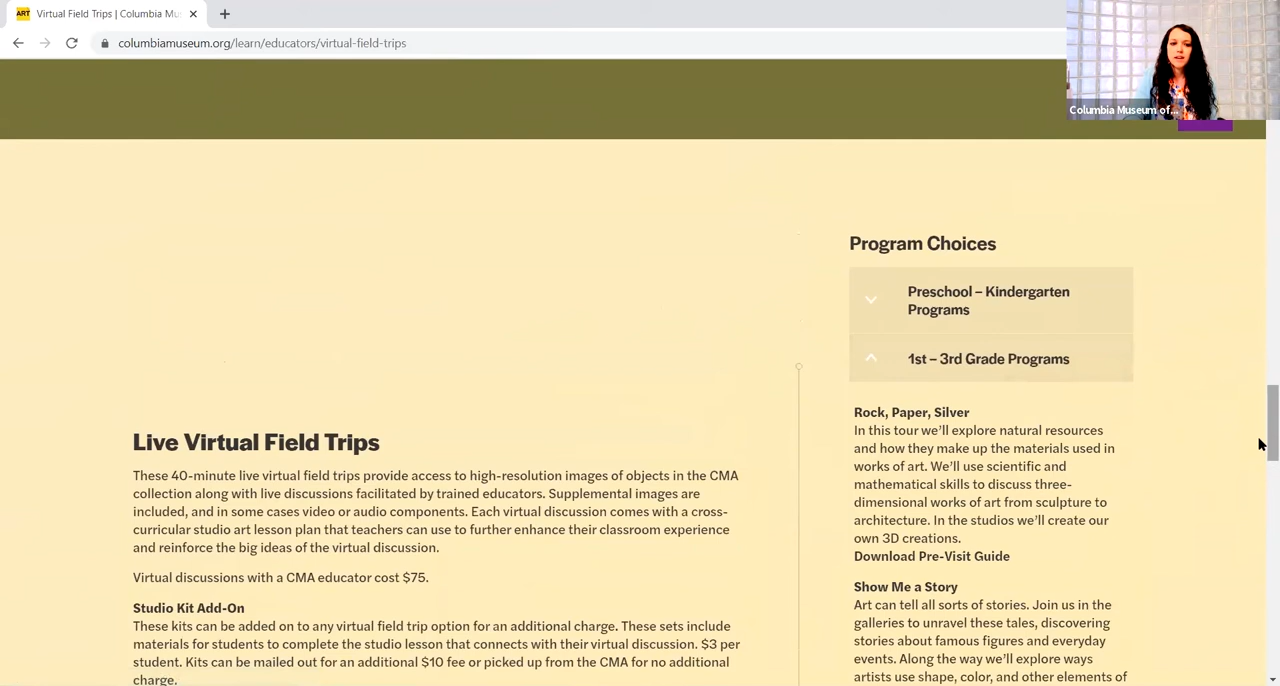 ART Virtual Field Trips | Columbia Mu
columbiamuseum.org/learn/educators/virtual-field-trips
Columbia Museum of...
Program Choices
Preschool – Kindergarten
Programs
1st – 3rd Grade Programs
Rock, Paper, Silver
In this tour we’ll explore natural resources
and how they make up the materials used in
works of art. We’ll use scientific and
mathematical skills to discuss three-
dimensional works of art from sculpture to
architecture. In the studios we’ll create our
own 3D creations.
Download Pre-Visit Guide
Show Me a Story
Art can tell all sorts of stories. Join us in the
galleries to unravel these tales, discovering
stories about famous figures and everyday
events. Along the way we’ll explore ways
artists use shape, color, and other elements of
Live Virtual Field Trips
These 40-minute live virtual field trips provide access to high-resolution images of objects in the CMA
collection along with live discussions facilitated by trained educators. Supplemental images are
included, and in some cases video or audio components. Each virtual discussion comes with a cross-
curricular studio art lesson plan that teachers can use to further enhance their classroom experience
and reinforce the big ideas of the virtual discussion.
Virtual discussions with a CMA educator cost $75.
Studio Kit Add-On
These kits can be added on to any virtual field trip option for an additional charge. These sets include
materials for students to complete the studio lesson that connects with their virtual discussion. $3 per
student. Kits can be mailed out for an additional $10 fee or picked up from the CMA for no additional
charge.